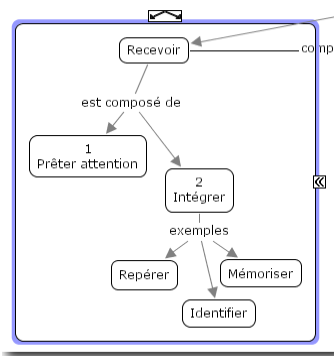 Recevoir
comp
est composé de
1
Prêter attention
2
Intégrer
exemples
Repérer
Mémoriser
Identifier